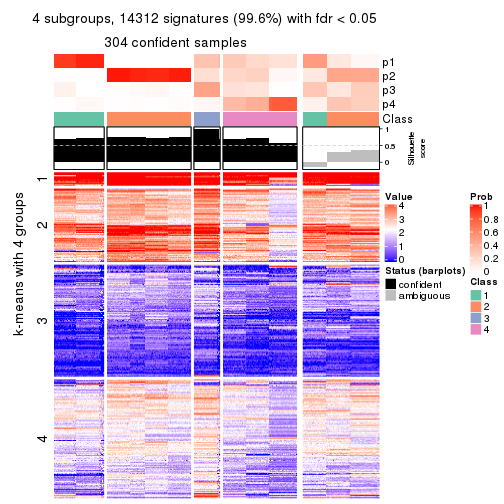 4 subgroups, 14312 signatures (99.6%) with fdr < 0.05
304 confident samples
p1
p2
p3
p4
Class
1
0.5
0
Silhouette
score
k-means with 4 groups
1
2
3
4
Value
4
3
2
1
0
Status (barplots)
confident
ambiguous
Prob
1
0.8
0.6
0.4
0.2
0
Class
1
2
3
4